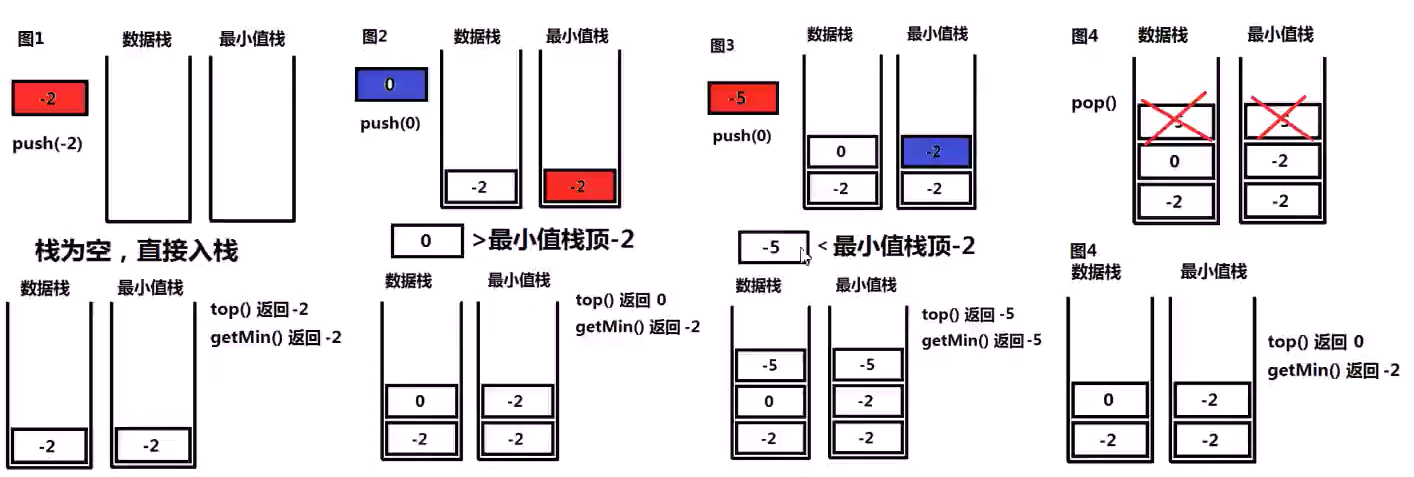 图1
数据栈 最小值栈
-2
push(-2)
栈为空，直接入栈
数据栈 最小值栈
top() 返回 -2
getMin() 返回 -2
-2 -2
图2
数据栈 最小值栈
0
push(0)
-2 -2
0 >最小值栈顶-2
数据栈 最小值栈
top() 返回 0
getMin() 返回 -2
0 -2
-2 -2
图3
数据栈 最小值栈
-5
push(0)
0 -2
-2 -2
-5 < 最小值栈顶-2
数据栈 最小值栈
top() 返回 -5
getMin() 返回 -5
-5 -5
0 -2
-2 -2
图4
数据栈 最小值栈
pop()
0 -2
-2 -2
图4
数据栈 最小值栈
top() 返回 0
getMin() 返回 -2
0 -2
-2 -2